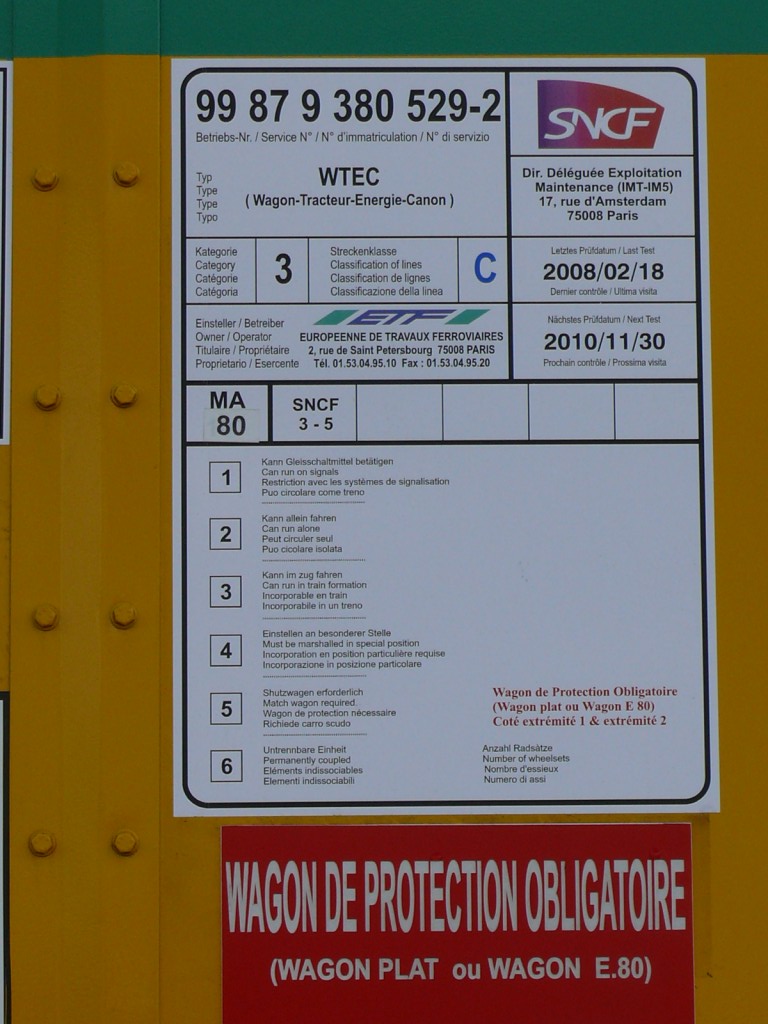 99 87 9 380 529-2
Betriebs-Nr. / Service N° / N° d'immatriculation / N° di servizio
SNCF
Typ
Type
Type
Typo
WTEC
( Wagon-Tracteur-Energie-Canon )
Dir. Déléguée Exploitation
Maintenance (IMT-IM5)
17, rue d'Amsterdam
75008 Paris
Kategorie
Category
Catégorie
Catégoria
3
Streckenklasse
Classification of lines
Classification de lignes
Classificazione della linea
C
Letztes Prüfdatum / Last Test
2008/02/18
Dernier contrôle / Ultima visita
Einsteller / Betreiber
Owner / Operator
Titulaire / Propriétaire
Proprietario / Esercente
ETF
EUROPEENNE DE TRAVAUX FERROVIAIRES
2, rue de Saint Petersbourg 75008 PARIS
Tél. 01.53.04.95.10 Fax : 01.53.04.95.20
Nächstes Prüfdatum / Next Test
2010/11/30
Prochain contrôle / Prossima visita
MA
80
SNCF
3 - 5
1
Kann Gleisschaltmittel betätigen
Can run on signals
Restriction avec les systèmes de signalisation
Puo circolare come treno
2
Kann allein fahren
Can run alone
Peut circuler seul
Puo cicolare isolata
3
Kann im zug fahren
Can run in train formation
Incorporable en train
Incorporabile in un treno
4
Einstellen an besonderer Stelle
Must be marshalled in special position
Incorporation en position particulière requise
Incorporazione in posizione particolare
5
Shutzwagen erforderlich
Match wagon required.
Wagon de protection nécessaire
Richiede carro scudo
Wagon de Protection Obligatoire
(Wagon plat ou Wagon E 80)
Coté extrémité 1 & extrémité 2
6
Untrennbare Einheit
Permanently coupled
Eléments indissociables
Elementi indissociabili
Anzahl Radsätze
Number of wheelsets
Nombre d'essieux
Numero di assi
WAGON DE PROTECTION OBLIGATOIRE
(WAGON PLAT ou WAGON E.80)